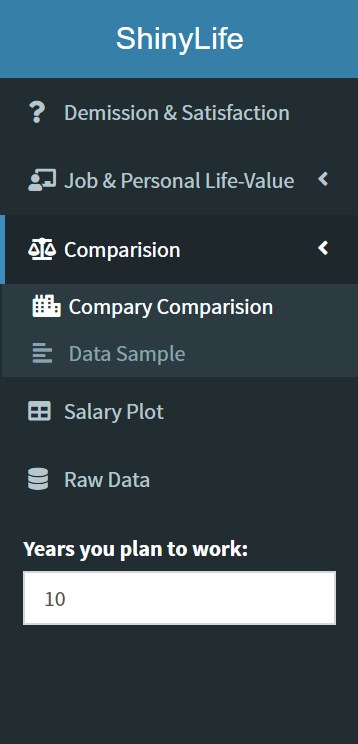 ShinyLife
Demission & Satisfaction
Job & Personal Life-Value
Comparision
Compary Comparision
Data Sample
Salary Plot
Raw Data
Years you plan to work:
10